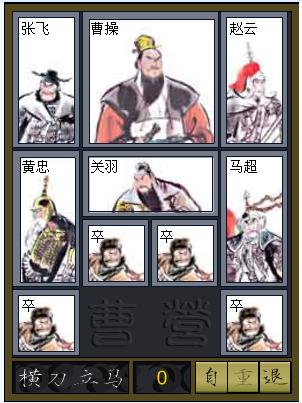 张飞 曹操 赵云
黄忠 关羽 马超
卒 卒
卒 曹營 卒
横刀立马 0 自 重 退